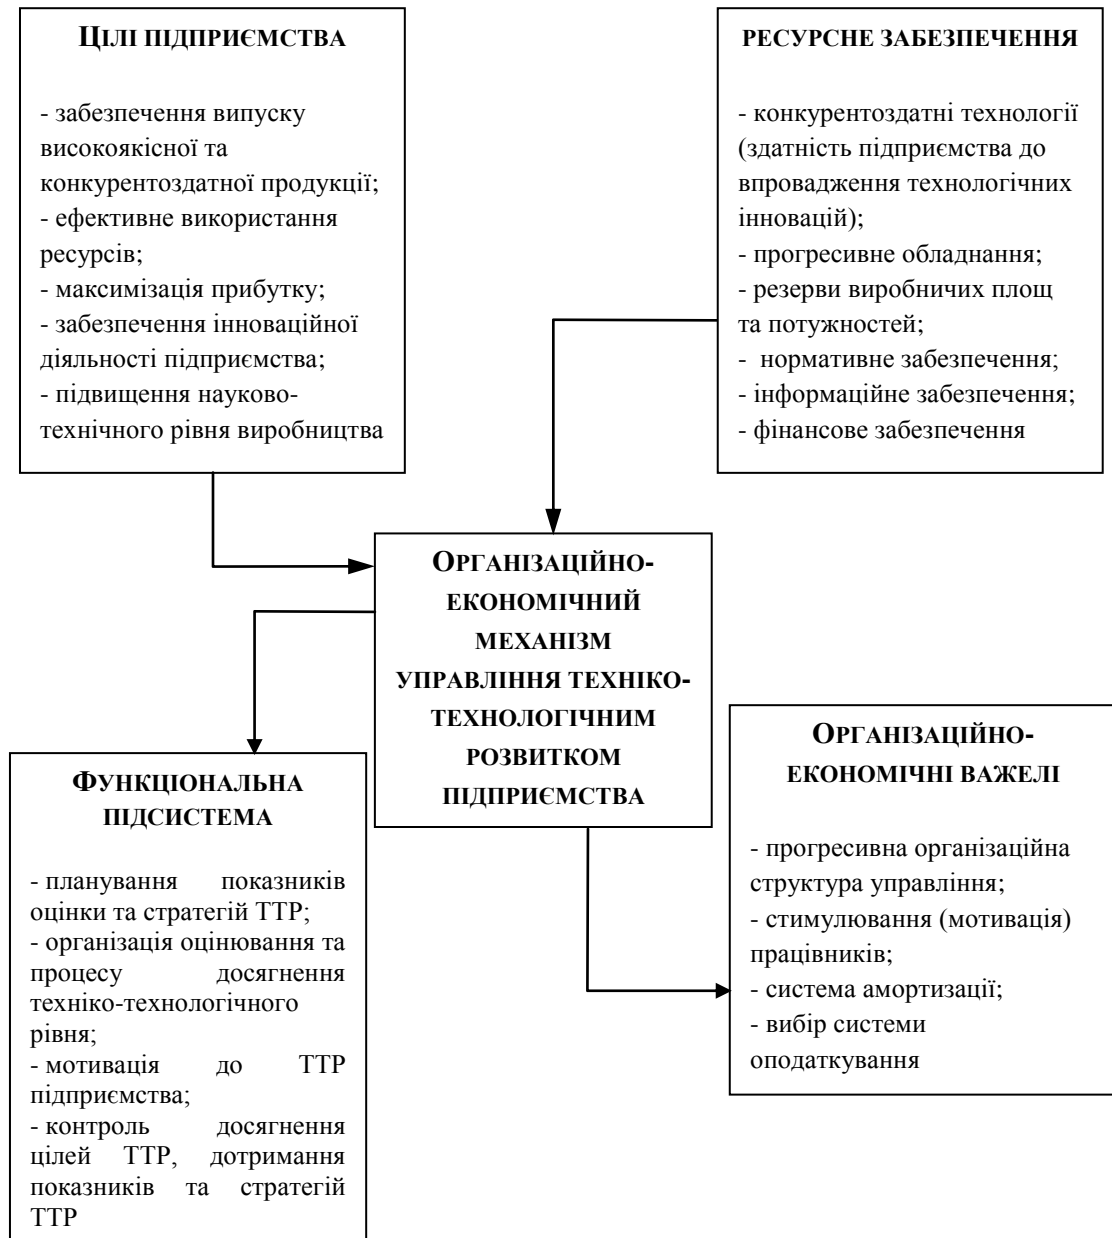 ЦІЛІ ПІДПРИЄМСТВА
- забезпечення випуску
високоякісної та
конкурентоздатної продукції;
- ефективне використання
ресурсів;
- максимізація прибутку;
- забезпечення інноваційної
діяльності підприємства;
- підвищення науково-
технічного рівня виробництва
РЕСУРСНЕ ЗАБЕЗПЕЧЕННЯ
- конкурентоздатні технології
(здатність підприємства до
впровадження технологічних
інновацій);
- прогресивне обладнання;
- резерви виробничих площ
та потужностей;
- нормативне забезпечення;
- інформаційне забезпечення;
- фінансове забезпечення
ОРГАНІЗАЦІЙНО-
ЕКОНОМІЧНИЙ
МЕХАНІЗМ
УПРАВЛІННЯ ТЕХНІКО-
ТЕХНОЛОГІЧНИМ
РОЗВИТКОМ
ПІДПРИЄМСТВА
ФУНКЦІОНАЛЬНА
ПІДСИСТЕМА
- планування показників
оцінки та стратегій ТТР;
- організація оцінювання та
процесу досягнення
техніко-технологічного
рівня;
- мотивація до ТТР
підприємства;
- контроль досягнення
цілей ТТР, дотримання
показників та стратегій
ТТР
ОРГАНІЗАЦІЙНО-
ЕКОНОМІЧНІ ВАЖЕЛІ
- прогресивна організаційна
структура управління;
- стимулювання (мотивація)
працівників;
- система амортизації;
- вибір системи
оподаткування